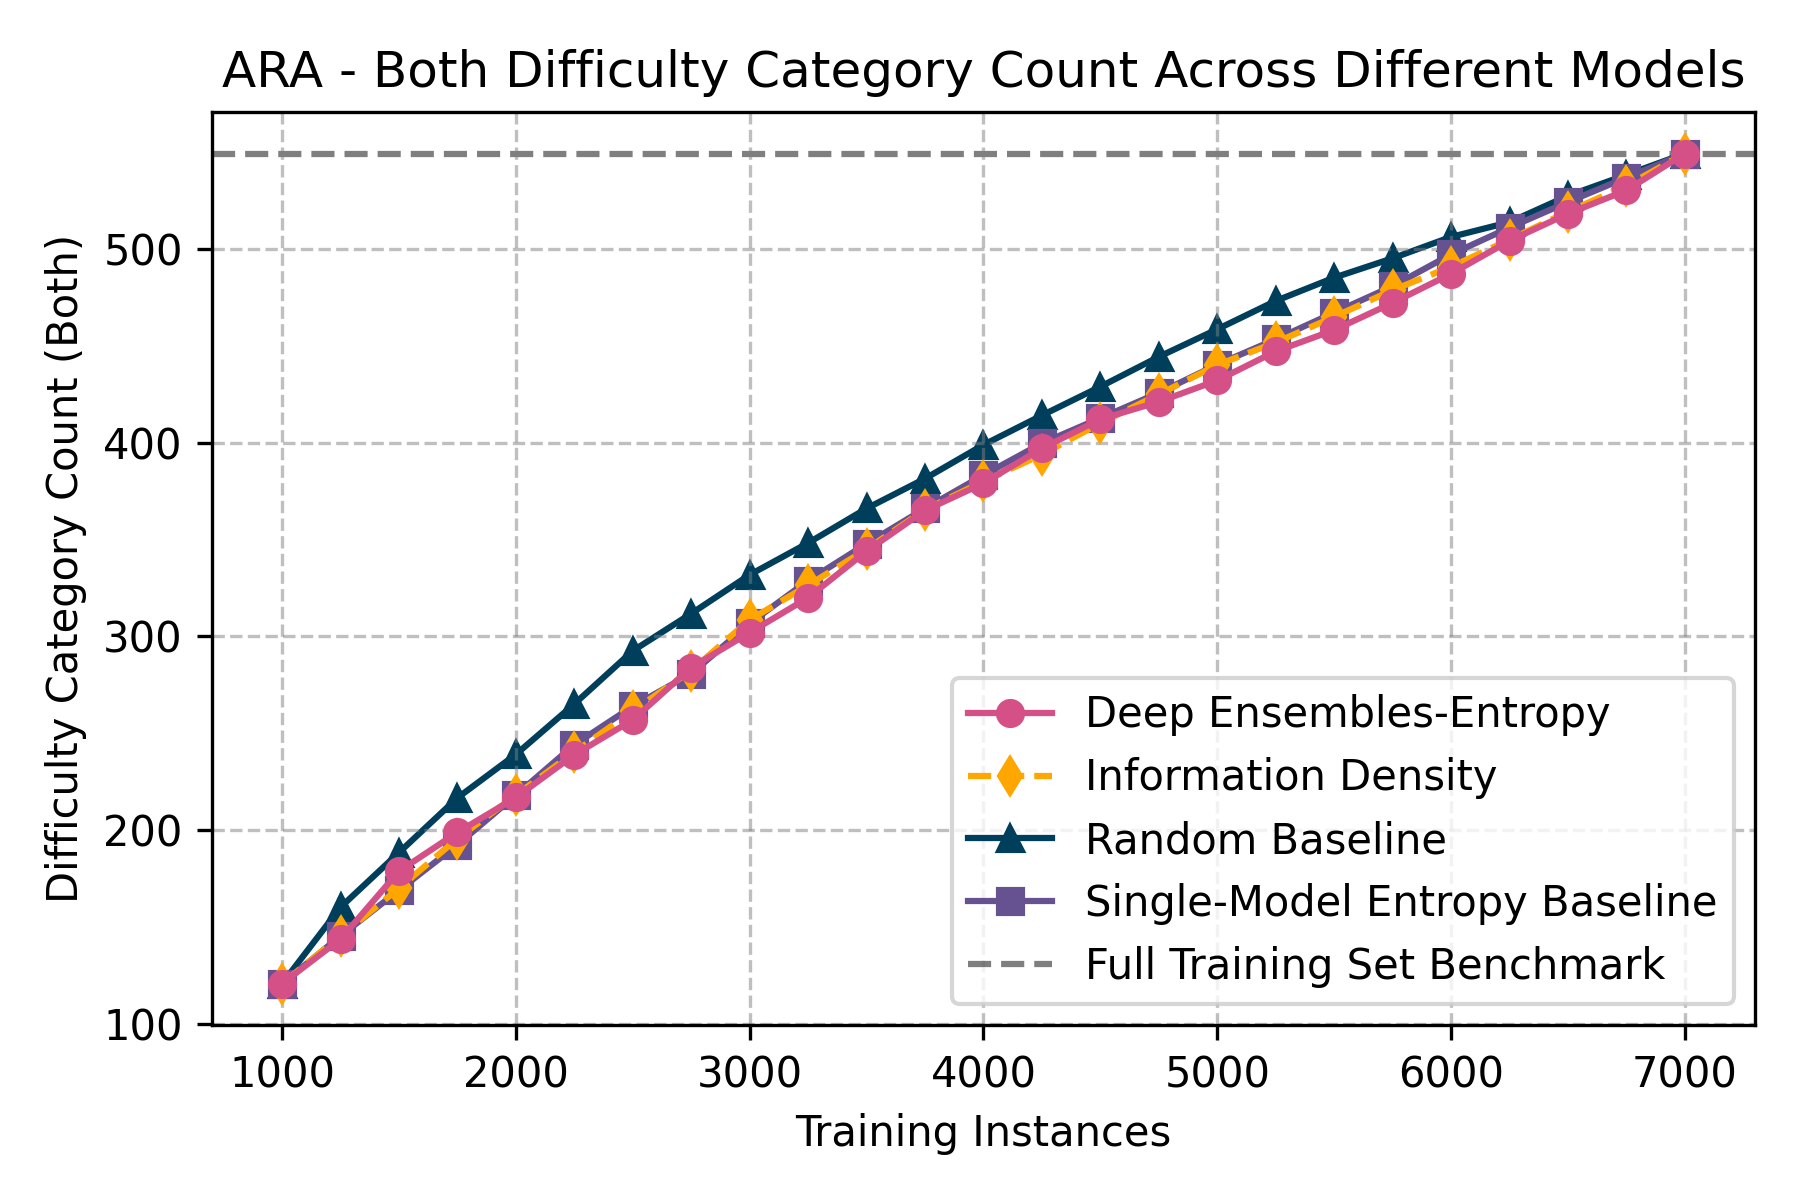 ARA - Both Difficulty Category Count Across Different Models
Difficulty Category Count (Both)
500
400
300
200
100
1000 2000 3000 4000 5000 6000 7000
Training Instances
Deep Ensembles-Entropy
Information Density
Random Baseline
Single-Model Entropy Baseline
Full Training Set Benchmark